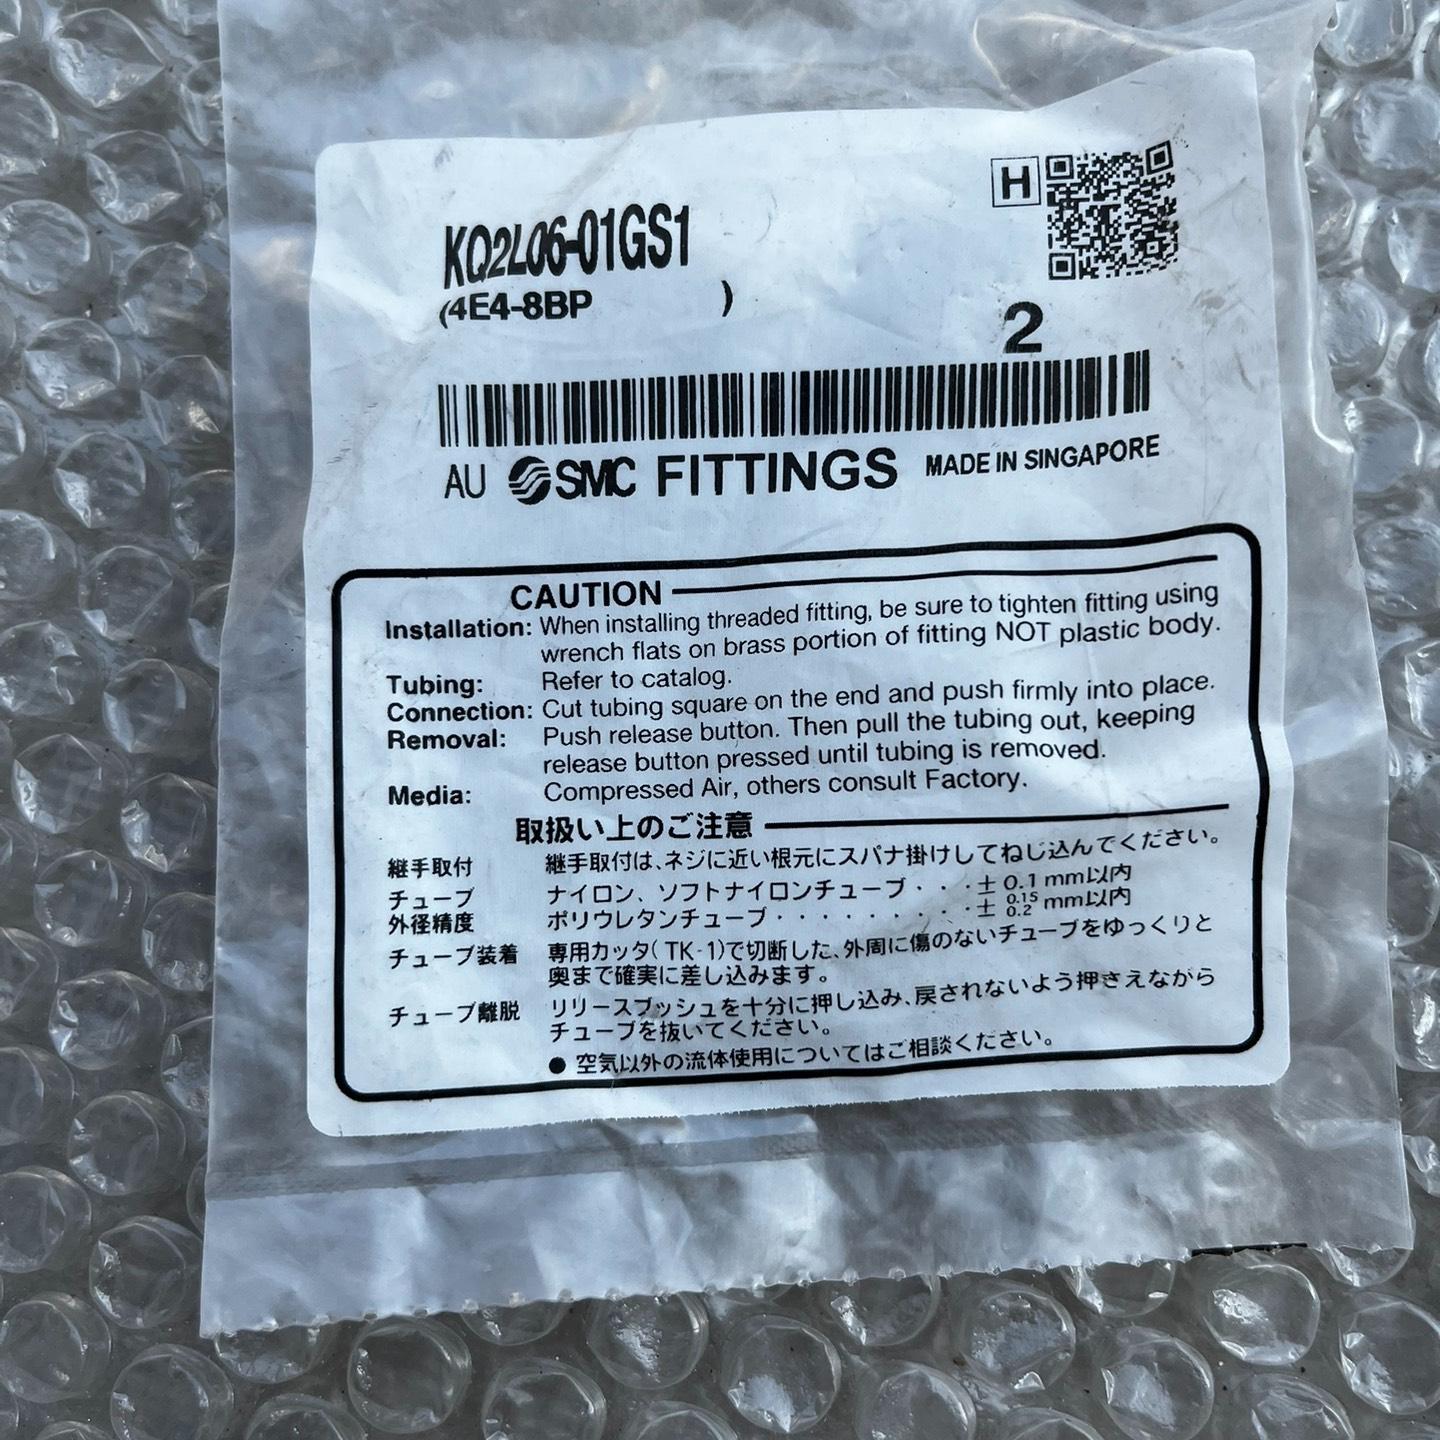 H
KQ2L06-01GS1
(4E4-8BP )
2
AU SMC FITTINGS MADE IN SINGAPORE
CAUTION
Installation: When installing threaded fitting, be sure to tighten fitting using
wrench flats on brass portion of fitting NOT plastic body.
Tubing: Refer to catalog.
Connection: Cut tubing square on the end and push firmly into place.
Removal: Push release button. Then pull the tubing out, keeping
release button pressed until tubing is removed.
Media: Compressed Air, others consult Factory.
取扱い上のご注意
継手取付 継手取付は、ネジに近い根元にスパナ掛けしてねじ込んでください。
チューブ ナイロン、ソフトナイロンチューブ・・・± 0.1 mm以内
外径精度 ポリウレタンチューブ・・・・・・・・・・± 0.15 0.2 mm以内
チューブ装着 専用カッタ(TK-1)で切断した、外周に傷のないチューブをゆっくりと
奥まで確実に差し込みます。
チューブ離脱 リリースブッシュを十分に押し込み、戻されないよう押さえながら
チューブを抜いてください。
● 空気以外の流体使用についてはご相談ください。